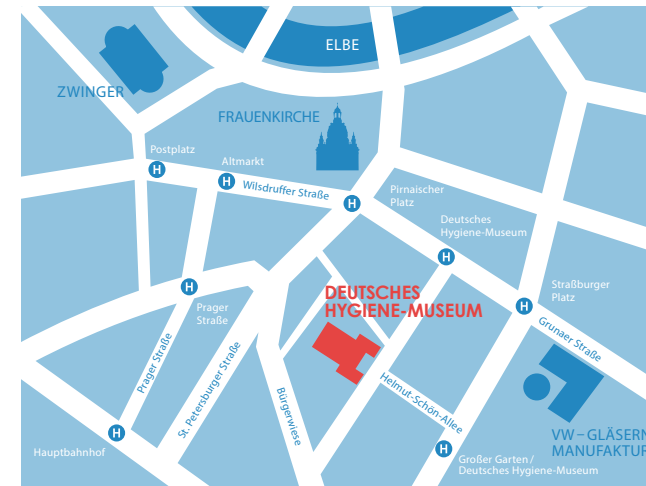 ELBE
ZWINGER
FRAUENKIRCHE
Postplatz
H
Altmarkt
H
Wilsdruffer Straße
H
Pirnaischer
Platz
Deutsches
Hygiene-Museum
H
Straßburger
Platz
H
H
Prager
Straße
DEUTSCHES
HYGIENE-MUSEUM
Grunaer Straße
Prager Straße
St. Petersburger Straße
Bürgerwiese
Helmut-Schön-Allee
H
Hauptbahnhof
H
Großer Garten /
Deutsches Hygiene-Museum
VW–GLÄSERN
MANUFAKTUR